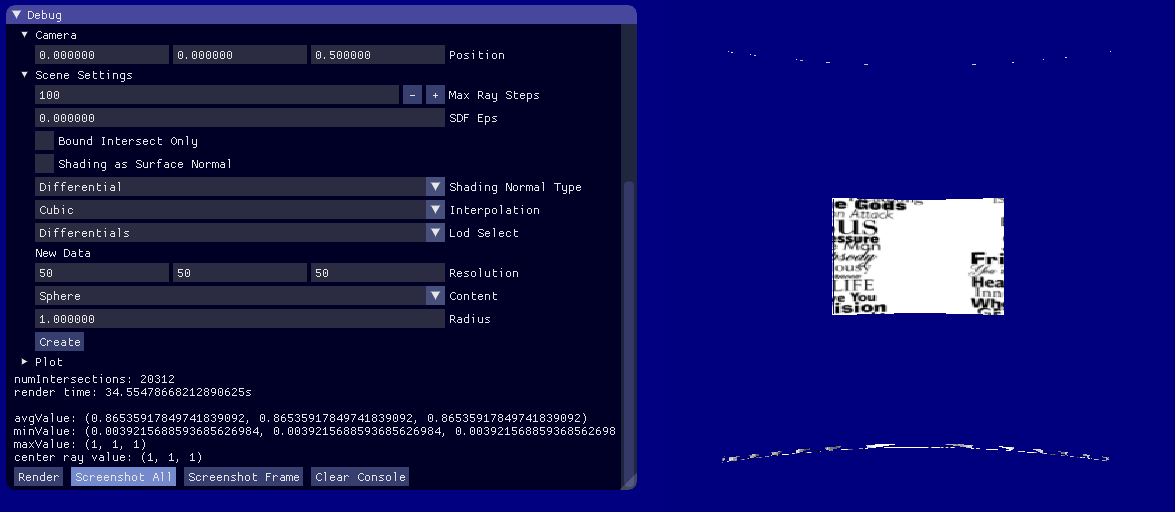 Debug
Camera
0.000000 0.000000 0.500000 Position
Scene Settings
100 - + Max Ray Steps
0.000000 SDF Eps
Bound Intersect Only
Shading as Surface Normal
Differential Shading Normal Type
Cubic Interpolation
Differentials Lod Select
New Data
50 50 50 Resolution
Sphere Content
1.000000 Radius
Create
Plot
numIntersections: 20312
render time: 34.55478668212890625s
avgValue: (0.86535917849741839092, 0.86535917849741839092, 0.86535917849741839092)
minValue: (0.0039215688593685626984, 0.0039215688593685626984, 0.003921568859368562698
maxValue: (1, 1, 1)
center ray value: (1, 1, 1)
Render Screenshot All Screenshot Frame Clear Console
e Gods
n Attack
us
essure
e Man
ously
LIFE
e You
ision
Fri
You
Hea
Inn
Wh